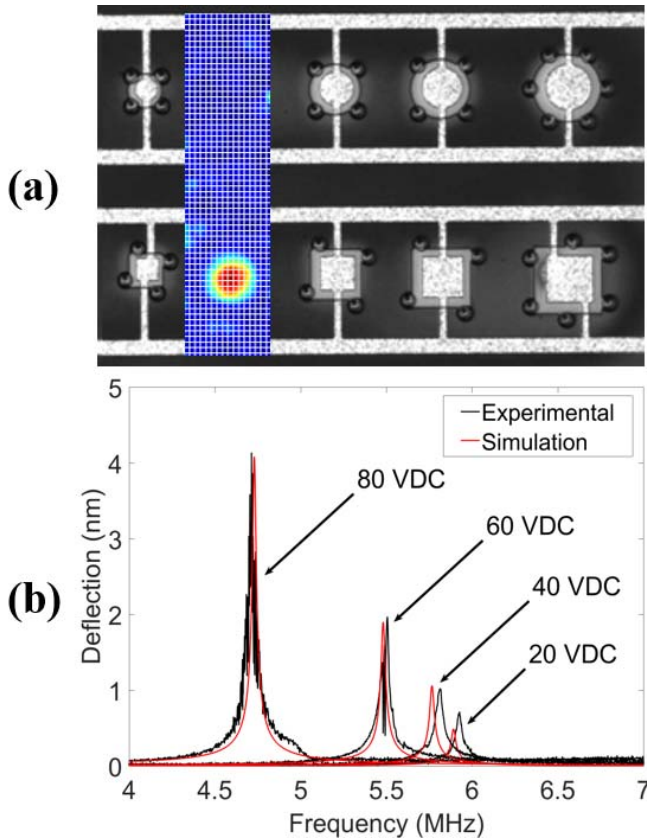 (a)
(b)
5
4
3
2
1
0
Deflection (nm)
Experimental
Simulation
80 VDC
60 VDC
40 VDC
20 VDC
4
4.5
5
5.5
6
6.5
7
Frequency (MHz)